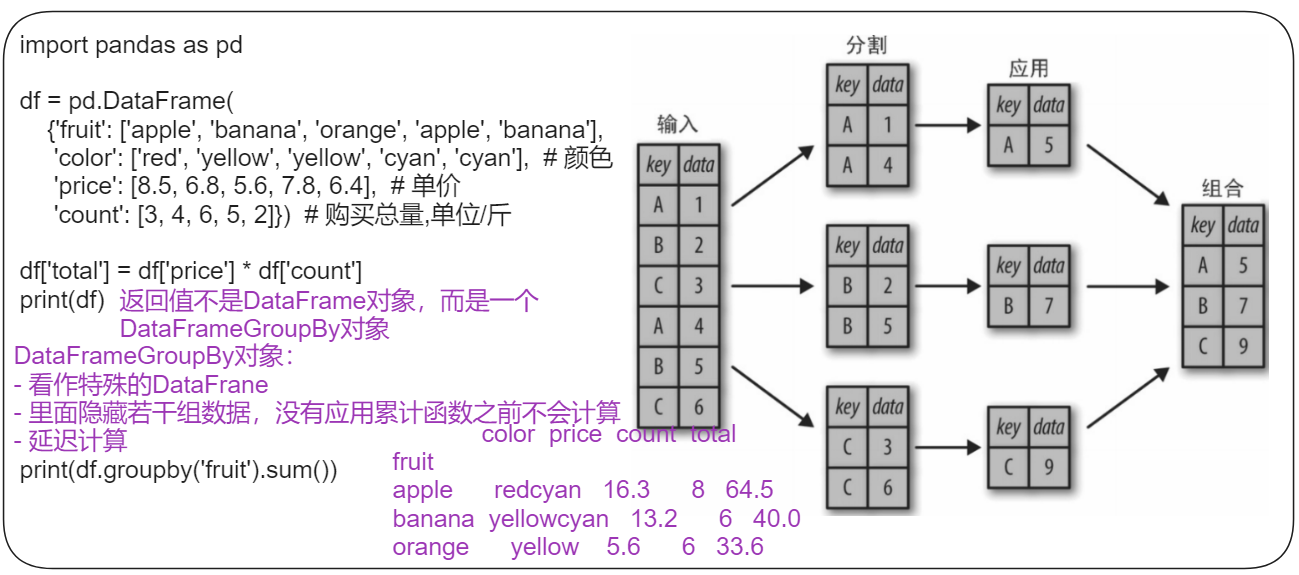 import pandas as pd
df = pd.DataFrame(
{'fruit': ['apple', 'banana', 'orange', 'apple', 'banana'],
'color': ['red', 'yellow', 'yellow', 'cyan', 'cyan'],  # 颜色
'price': [8.5, 6.8, 5.6, 7.8, 6.4],  # 单价
'count': [3, 4, 6, 5, 2]})  # 购买总量,单位/斤
df['total'] = df['price'] * df['count']
print(df)
返回值不是DataFrame对象，而是一个
DataFrameGroupBy对象
DataFrameGroupBy对象：
- 看作特殊的DataFrane
- 里面隐藏若干组数据，没有应用累计函数之前不会计算
- 延迟计算
print(df.groupby('fruit').sum())
color price count total
fruit
apple redcyan 16.3 8 64.5
banana yellowcyan 13.2 6 40.0
orange yellow 5.6 6 33.6
输入
key data
A 1
B 2
C 3
A 4
B 5
C 6
分割
key data
A 1
A 4
key data
B 2
B 5
key data
C 3
C 6
应用
key data
A 5
key data
B 7
key data
C 9
组合
key data
A 5
B 7
C 9